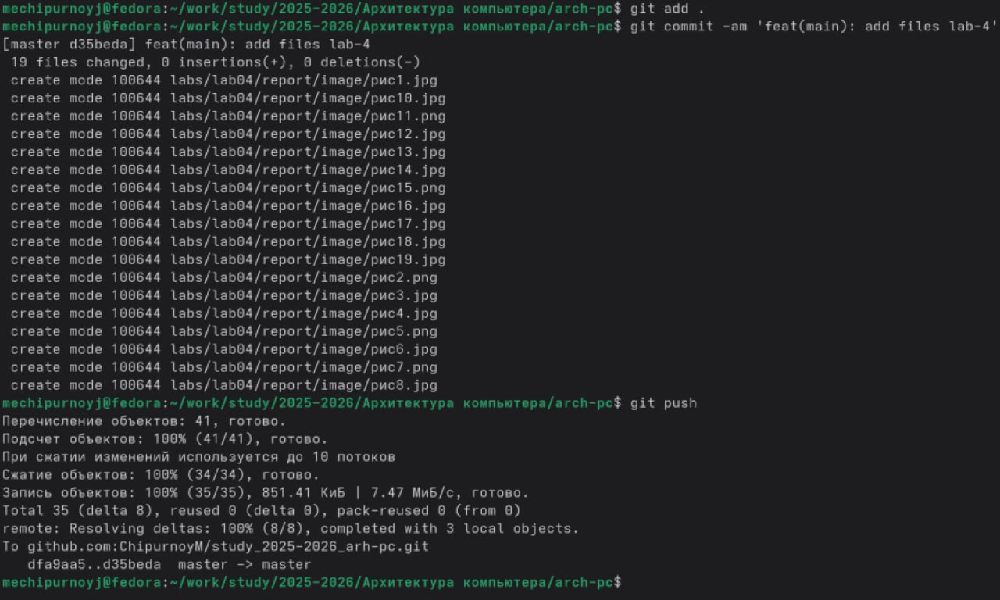 mechipurnoyj@fedora:~/work/study/2025-2026/Архитектура компьютера/arch-pc$ git add .
mechipurnoyj@fedora:~/work/study/2025-2026/Архитектура компьютера/arch-pc$ git commit -am 'feat(main): add files lab-4'
[master d35beda] feat(main): add files lab-4
 19 files changed, 0 insertions(+), 0 deletions(-)
 create mode 100644 labs/lab04/report/image/рис1.jpg
 create mode 100644 labs/lab04/report/image/рис10.jpg
 create mode 100644 labs/lab04/report/image/рис11.png
 create mode 100644 labs/lab04/report/image/рис12.jpg
 create mode 100644 labs/lab04/report/image/рис13.jpg
 create mode 100644 labs/lab04/report/image/рис14.jpg
 create mode 100644 labs/lab04/report/image/рис15.png
 create mode 100644 labs/lab04/report/image/рис16.jpg
 create mode 100644 labs/lab04/report/image/рис17.jpg
 create mode 100644 labs/lab04/report/image/рис18.jpg
 create mode 100644 labs/lab04/report/image/рис19.jpg
 create mode 100644 labs/lab04/report/image/рис2.png
 create mode 100644 labs/lab04/report/image/рис3.jpg
 create mode 100644 labs/lab04/report/image/рис4.jpg
 create mode 100644 labs/lab04/report/image/рис5.png
 create mode 100644 labs/lab04/report/image/рис6.jpg
 create mode 100644 labs/lab04/report/image/рис7.png
 create mode 100644 labs/lab04/report/image/рис8.jpg
mechipurnoyj@fedora:~/work/study/2025-2026/Архитектура компьютера/arch-pc$ git push
Перечисление объектов: 41, готово.
Подсчет объектов: 100% (41/41), готово.
При сжатии изменений используется до 10 потоков
Сжатие объектов: 100% (34/34), готово.
Запись объектов: 100% (35/35), 851.41 КиБ | 7.47 МиБ/с, готово.
Total 35 (delta 8), reused 0 (delta 0), pack-reused 0 (from 0)
remote: Resolving deltas: 100% (8/8), completed with 3 local objects.
To github.com:ChipurnoyM/study_2025-2026_arh-pc.git
   dfa9aa5..d35beda  master -> master
mechipurnoyj@fedora:~/work/study/2025-2026/Архитектура компьютера/arch-pc$